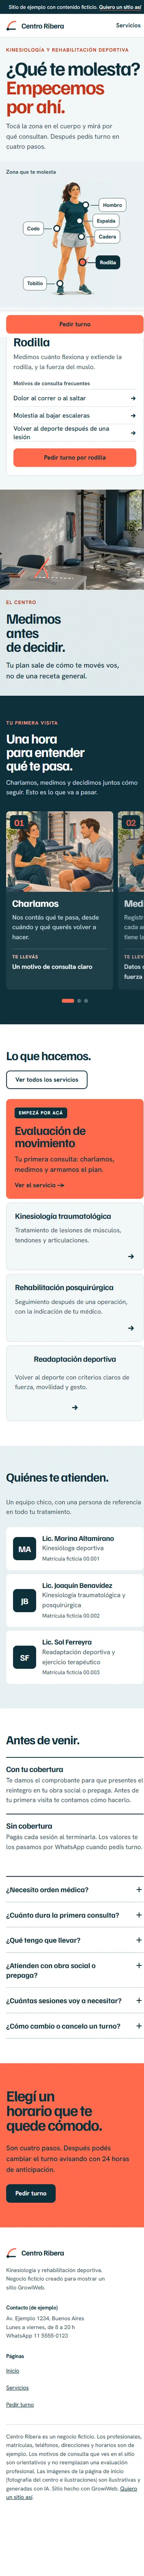 Sitio de ejemplo con contenido ficticio. Quiero un sitio así
Centro Ribera
Servicios
KINESIOLOGÍA Y REHABILITACIÓN DEPORTIVA
¿Qué te molesta?
Empecemos
por ahí.
Tocá la zona en el cuerpo y mirá por
qué consultar. Después pedís turno en
cuatro pasos.
Zona que te molesta
Hombro
Espalda
Codo
Cadera
Rodilla
Tobillo
Pedir turno
Rodilla
Medimos cuánto flexiona y extiende la
rodilla, y la fuerza del muslo.
Motivos de consulta frecuentes
Dolor al correr o al saltar
Molestia al bajar escaleras
Volver al deporte después de una
lesión
Pedir turno por rodilla
EL CENTRO
Medimos
antes
de decidir.
Tu plan sale de cómo te movés vos,
no de una receta general.
TU PRIMERA VISITA
Una hora
para entender
qué te pasa.
Charlamos, medimos y decidimos juntos cómo
seguir. Esto es lo que va a pasar.
01
02
Charlamos
Nos contás qué te pasa, desde
cuándo y qué querés volver a
hacer.
TE LLEVÁS
Un motivo de consulta claro
Lo que hacemos.
Ver todos los servicios
EMPEZÁ POR ACÁ
Evaluación de
movimiento
Tu primera consulta: charlamos,
medimos y armamos el plan.
Ver el servicio →
Kinesiología traumatológica
Tratamiento de lesiones de músculos,
tendones y articulaciones.
Rehabilitación posquirúrgica
Seguimiento después de una operación,
con la indicación de tu médico.
Readaptación deportiva
Volver al deporte con criterios claros de
fuerza, movilidad y gesto.
Quiénes te atienden.
Un equipo chico, con una persona de referencia
en todo tu tratamiento.
MA
Lic. Marina Altamirano
Kinesióloga deportiva
Matrícula ficticia 00.001
JB
Lic. Joaquín Benavídez
Kinesiología traumatológica y
posquirúrgica
Matrícula ficticia 00.002
SF
Lic. Sol Ferreyra
Readaptación deportiva y
ejercicio terapéutico
Matrícula ficticia 00.003
Antes de venir.
Con tu cobertura
Te damos el comprobante para que presentes el
reintegro en tu obra social o prepaga. Antes de
tu primera visita te contamos cómo hacerlo.
Sin cobertura
Pagás cada sesión al terminarla. Los valores te
los pasamos por WhatsApp cuando pedís turno.
¿Necesito orden médica?
¿Cuánto dura la primera consulta?
¿Qué tengo que llevar?
¿Atienden con obra social o
prepaga?
¿Cuántas sesiones voy a necesitar?
¿Cómo cambio o cancelo un turno?
Elegí un
horario que te
quede cómodo.
Son cuatro pasos. Después podés
cambiar el turno avisando con 24 horas
de anticipación.
Pedir turno
Centro Ribera
Kinesiología y rehabilitación deportiva.
Negocio ficticio creado para mostrar un
sitio GrowiWeb.
Contacto (de ejemplo)
Av. Ejemplo 1234, Buenos Aires
Lunes a viernes, de 8 a 20 h
WhatsApp 11 5555-0123
Páginas
Inicio
Servicios
Pedir turno
Centro Ribera es un negocio ficticio. Los profesionales,
matrículas, teléfonos, direcciones y horarios son de
ejemplo. Los motivos de consulta que ves en el sitio
son orientativos y no reemplazan una evaluación
profesional. Las imágenes de la página de inicio
(fotografía del centro e ilustraciones) son ilustrativas y
generadas con IA. Sitio hecho con GrowiWeb. Quiero
un sitio así.